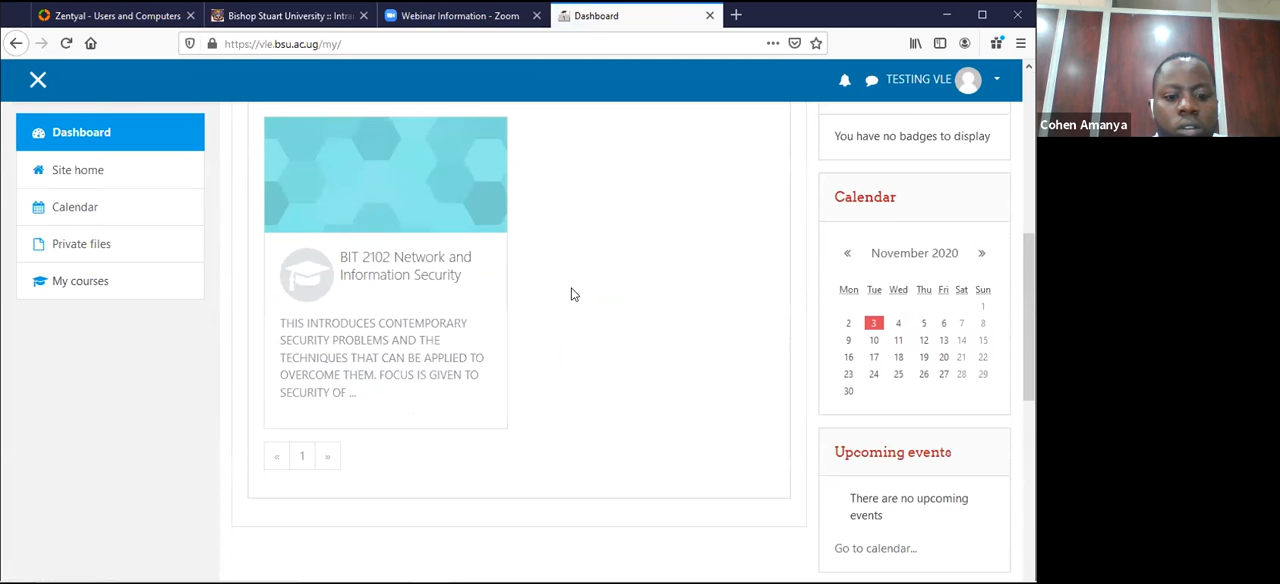 Zentyal - Users and Computers
Bishop Stuart University :: Intra
Webinar Information - Zoom
Dashboard
https://vle.bsu.ac.ug/my/
TESTING VLE
Cohen Amanya
Dashboard
Site home
Calendar
Private files
My courses
BIT 2102 Network and
Information Security
THIS INTRODUCES CONTEMPORARY
SECURITY PROBLEMS AND THE
TECHNIQUES THAT CAN BE APPLIED TO
OVERCOME THEM. FOCUS IS GIVEN TO
SECURITY OF ...
« 1 »
You have no badges to display
Calendar
« November 2020 »
Mon Tue Wed Thu Fri Sat Sun
1
2 3 4 5 6 7 8
9 10 11 12 13 14 15
16 17 18 19 20 21 22
23 24 25 26 27 28 29
30
Upcoming events
There are no upcoming
events
Go to calendar...